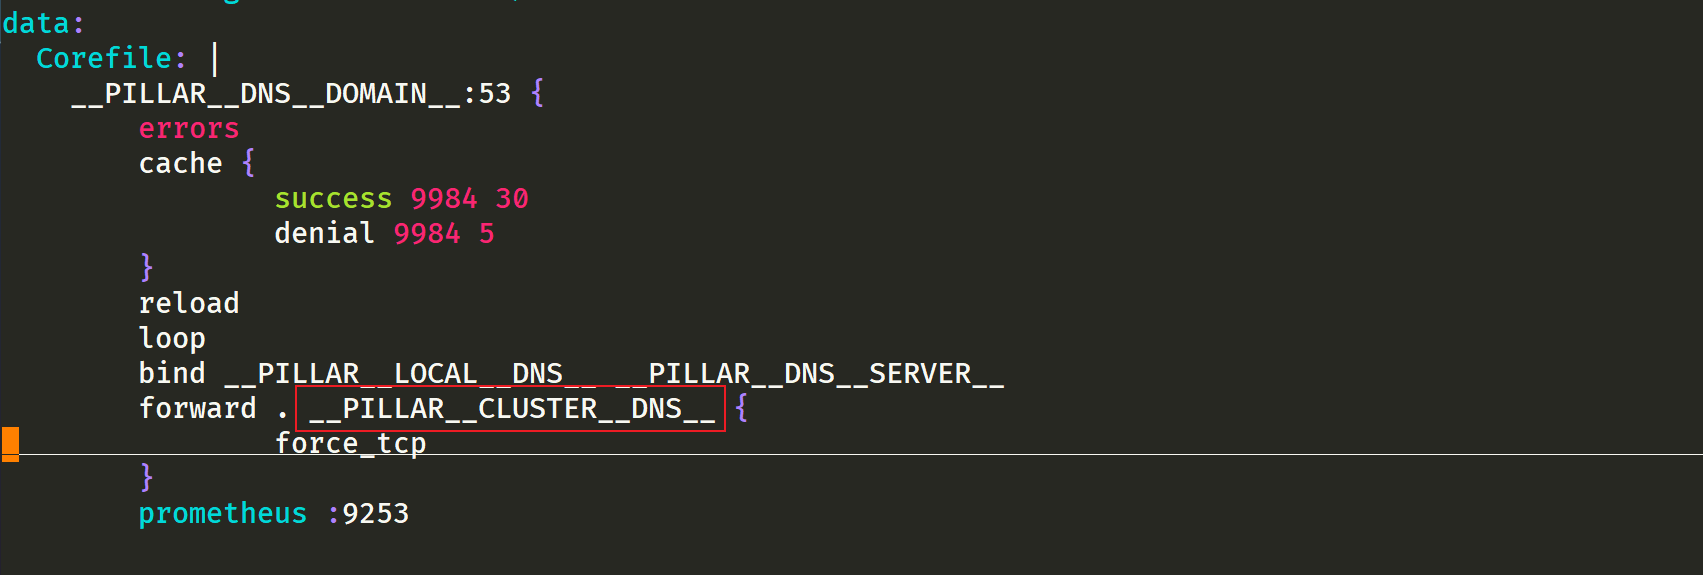 data:
  Corefile: |
    __PILLAR__DNS__DOMAIN__:53 {
        errors
        cache {
                success 9984 30
                denial 9984 5
        }
        reload
        loop
        bind __PILLAR__LOCAL__DNS__ __PILLAR__DNS__SERVER__
        forward . __PILLAR__CLUSTER__DNS__ {
                force_tcp
        }
        prometheus :9253